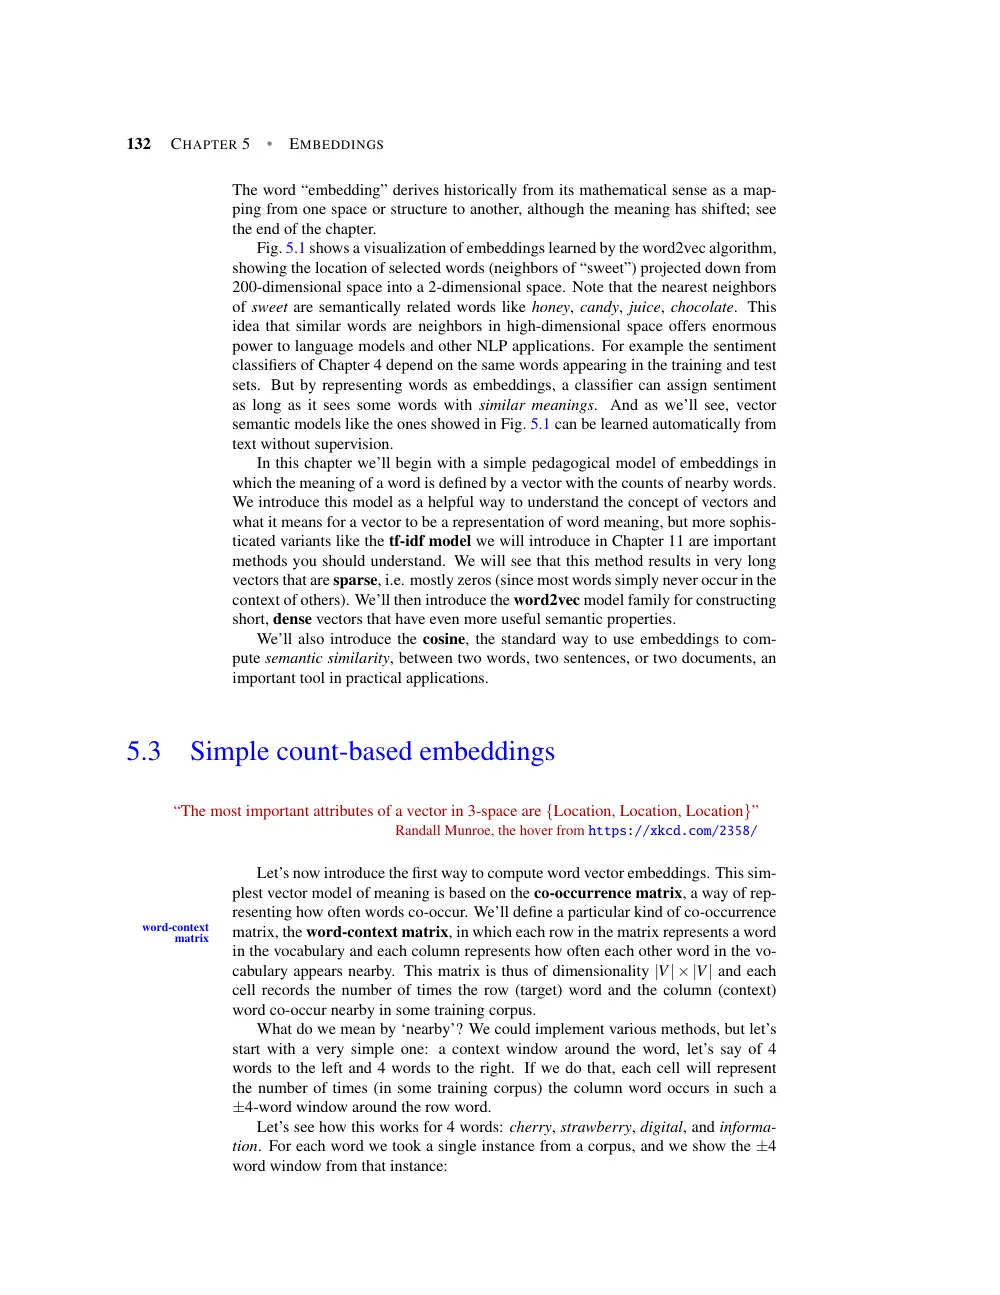 132 CHAPTER 5 • EMBEDDINGS
The word “embedding” derives historically from its mathematical sense as a map-
ping from one space or structure to another, although the meaning has shifted; see
the end of the chapter.
Fig. 5.1 shows a visualization of embeddings learned by the word2vec algorithm,
showing the location of selected words (neighbors of “sweet”) projected down from
200-dimensional space into a 2-dimensional space. Note that the nearest neighbors
of sweet are semantically related words like honey, candy, juice, chocolate. This
idea that similar words are neighbors in high-dimensional space offers enormous
power to language models and other NLP applications. For example the sentiment
classifiers of Chapter 4 depend on the same words appearing in the training and test
sets. But by representing words as embeddings, a classifier can assign sentiment
as long as it sees some words with similar meanings. And as we’ll see, vector
semantic models like the ones showed in Fig. 5.1 can be learned automatically from
text without supervision.
In this chapter we’ll begin with a simple pedagogical model of embeddings in
which the meaning of a word is defined by a vector with the counts of nearby words.
We introduce this model as a helpful way to understand the concept of vectors and
what it means for a vector to be a representation of word meaning, but more sophis-
ticated variants like the tf-idf model we will introduce in Chapter 11 are important
methods you should understand. We will see that this method results in very long
vectors that are sparse, i.e. mostly zeros (since most words simply never occur in the
context of others). We’ll then introduce the word2vec model family for constructing
short, dense vectors that have even more useful semantic properties.
We’ll also introduce the cosine, the standard way to use embeddings to com-
pute semantic similarity, between two words, two sentences, or two documents, an
important tool in practical applications.
5.3 Simple count-based embeddings
“The most important attributes of a vector in 3-space are {Location, Location, Location}”
Randall Munroe, the hover from https://xkcd.com/2358/
Let’s now introduce the first way to compute word vector embeddings. This sim-
plest vector model of meaning is based on the co-occurrence matrix, a way of rep-
resenting how often words co-occur. We’ll define a particular kind of co-occurrence
word-context
matrix
matrix, the word-context matrix, in which each row in the matrix represents a word
in the vocabulary and each column represents how often each other word in the vo-
cabulary appears nearby. This matrix is thus of dimensionality |V| × |V| and each
cell records the number of times the row (target) word and the column (context)
word co-occur nearby in some training corpus.
What do we mean by ‘nearby’? We could implement various methods, but let’s
start with a very simple one: a context window around the word, let’s say of 4
words to the left and 4 words to the right. If we do that, each cell will represent
the number of times (in some training corpus) the column word occurs in such a
±4-word window around the row word.
Let’s see how this works for 4 words: cherry, strawberry, digital, and informa-
tion. For each word we took a single instance from a corpus, and we show the ±4
word window from that instance: